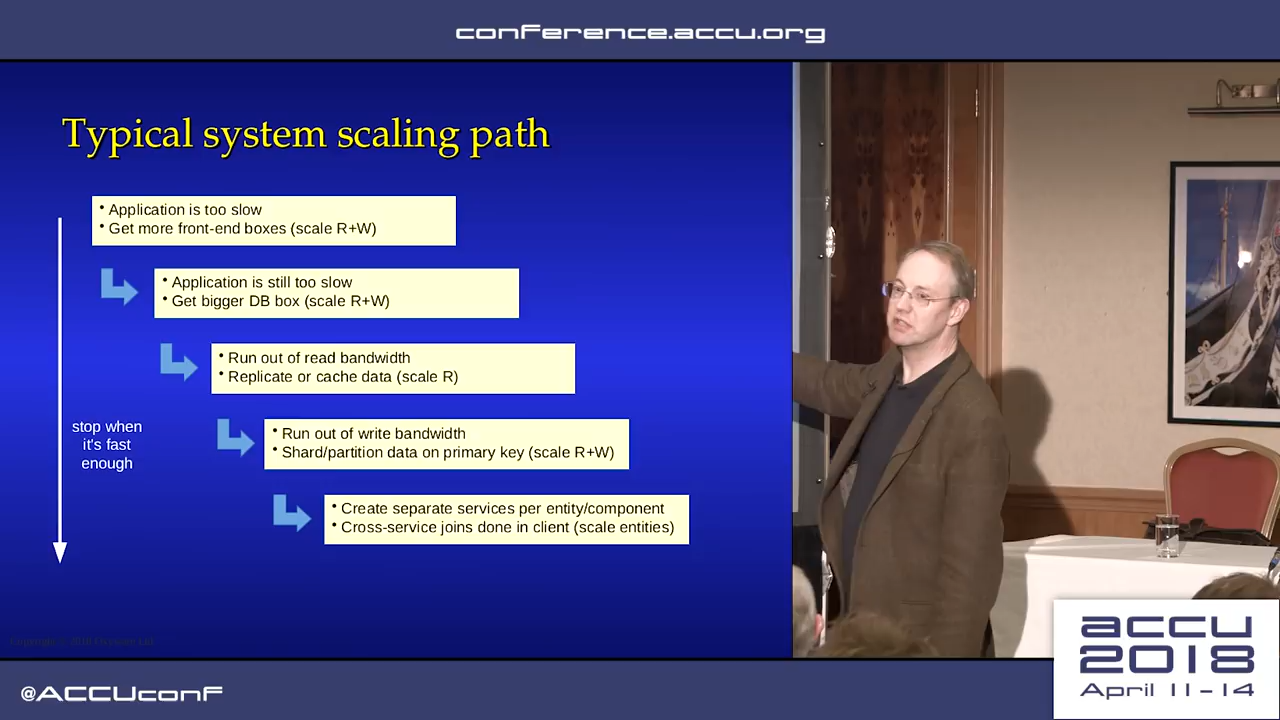 conference.accu.org
Typical system scaling path
• Application is too slow
• Get more front-end boxes (scale R+W)
• Application is still too slow
• Get bigger DB box (scale R+W)
• Run out of read bandwidth
• Replicate or cache data (scale R)
stop when
it's fast
enough
• Run out of write bandwidth
• Shard/partition data on primary key (scale R+W)
• Create separate services per entity/component
• Cross-service joins done in client (scale entities)
@ACCUconf
accu
2018
April 11-14